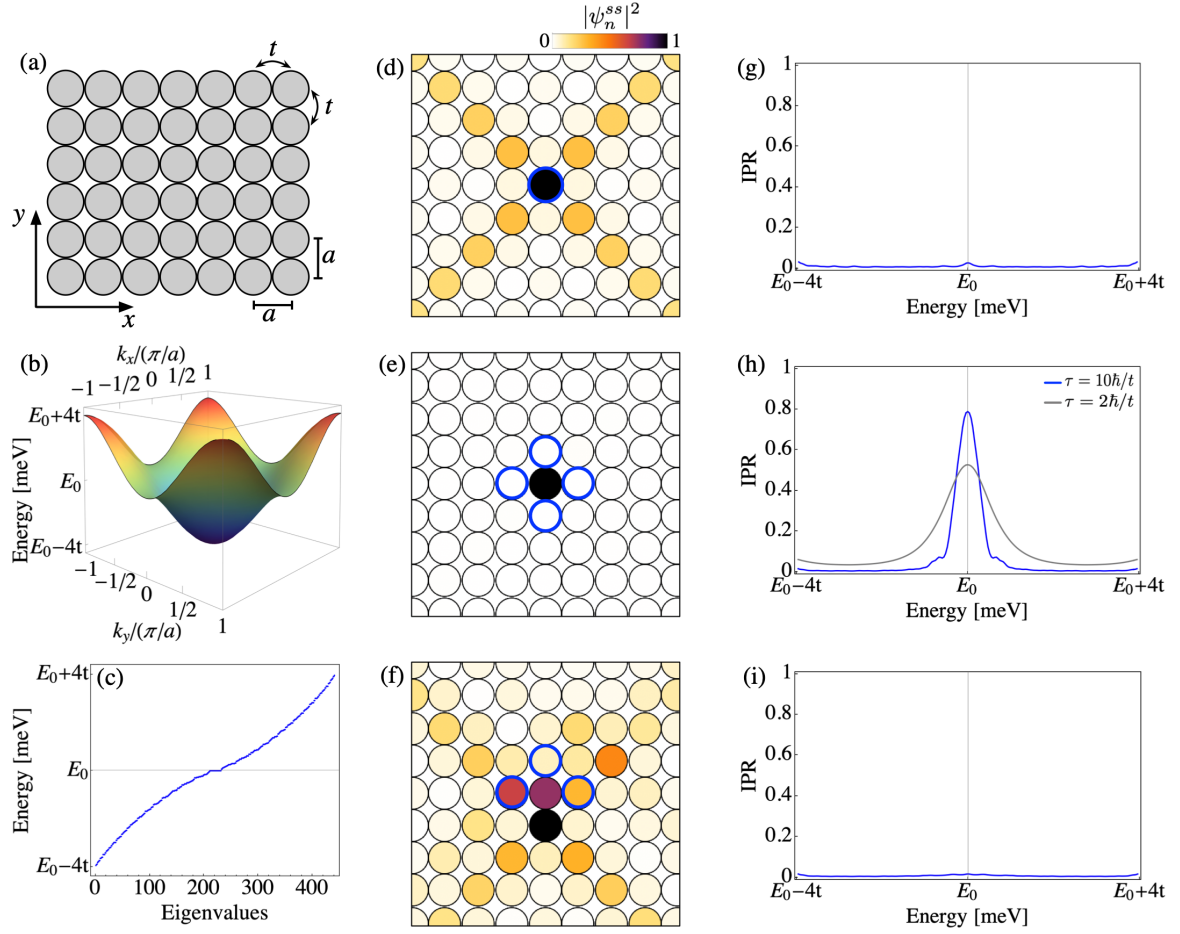 (a)
t
t
y
a
x
a
(b)
k_x/(π/a)
−1 −1/2 0 1/2 1
E₀+4t
E₀
E₀−4t
Energy [meV]
−1 −1/2 0 1/2 1
k_y/(π/a)
(c)
E₀+4t
E₀
E₀−4t
Energy [meV]
0 100 200 300 400
Eigenvalues
|ψ_n^{ss}|²
0 1
(d)
(e)
(f)
(g)
1
0.8
0.6
0.4
0.2
0
IPR
E₀−4t E₀ E₀+4t
Energy [meV]
(h)
τ = 10ħ/t
τ = 2ħ/t
1
0.8
0.6
0.4
0.2
0
IPR
E₀−4t E₀ E₀+4t
Energy [meV]
(i)
1
0.8
0.6
0.4
0.2
0
IPR
E₀−4t E₀ E₀+4t
Energy [meV]